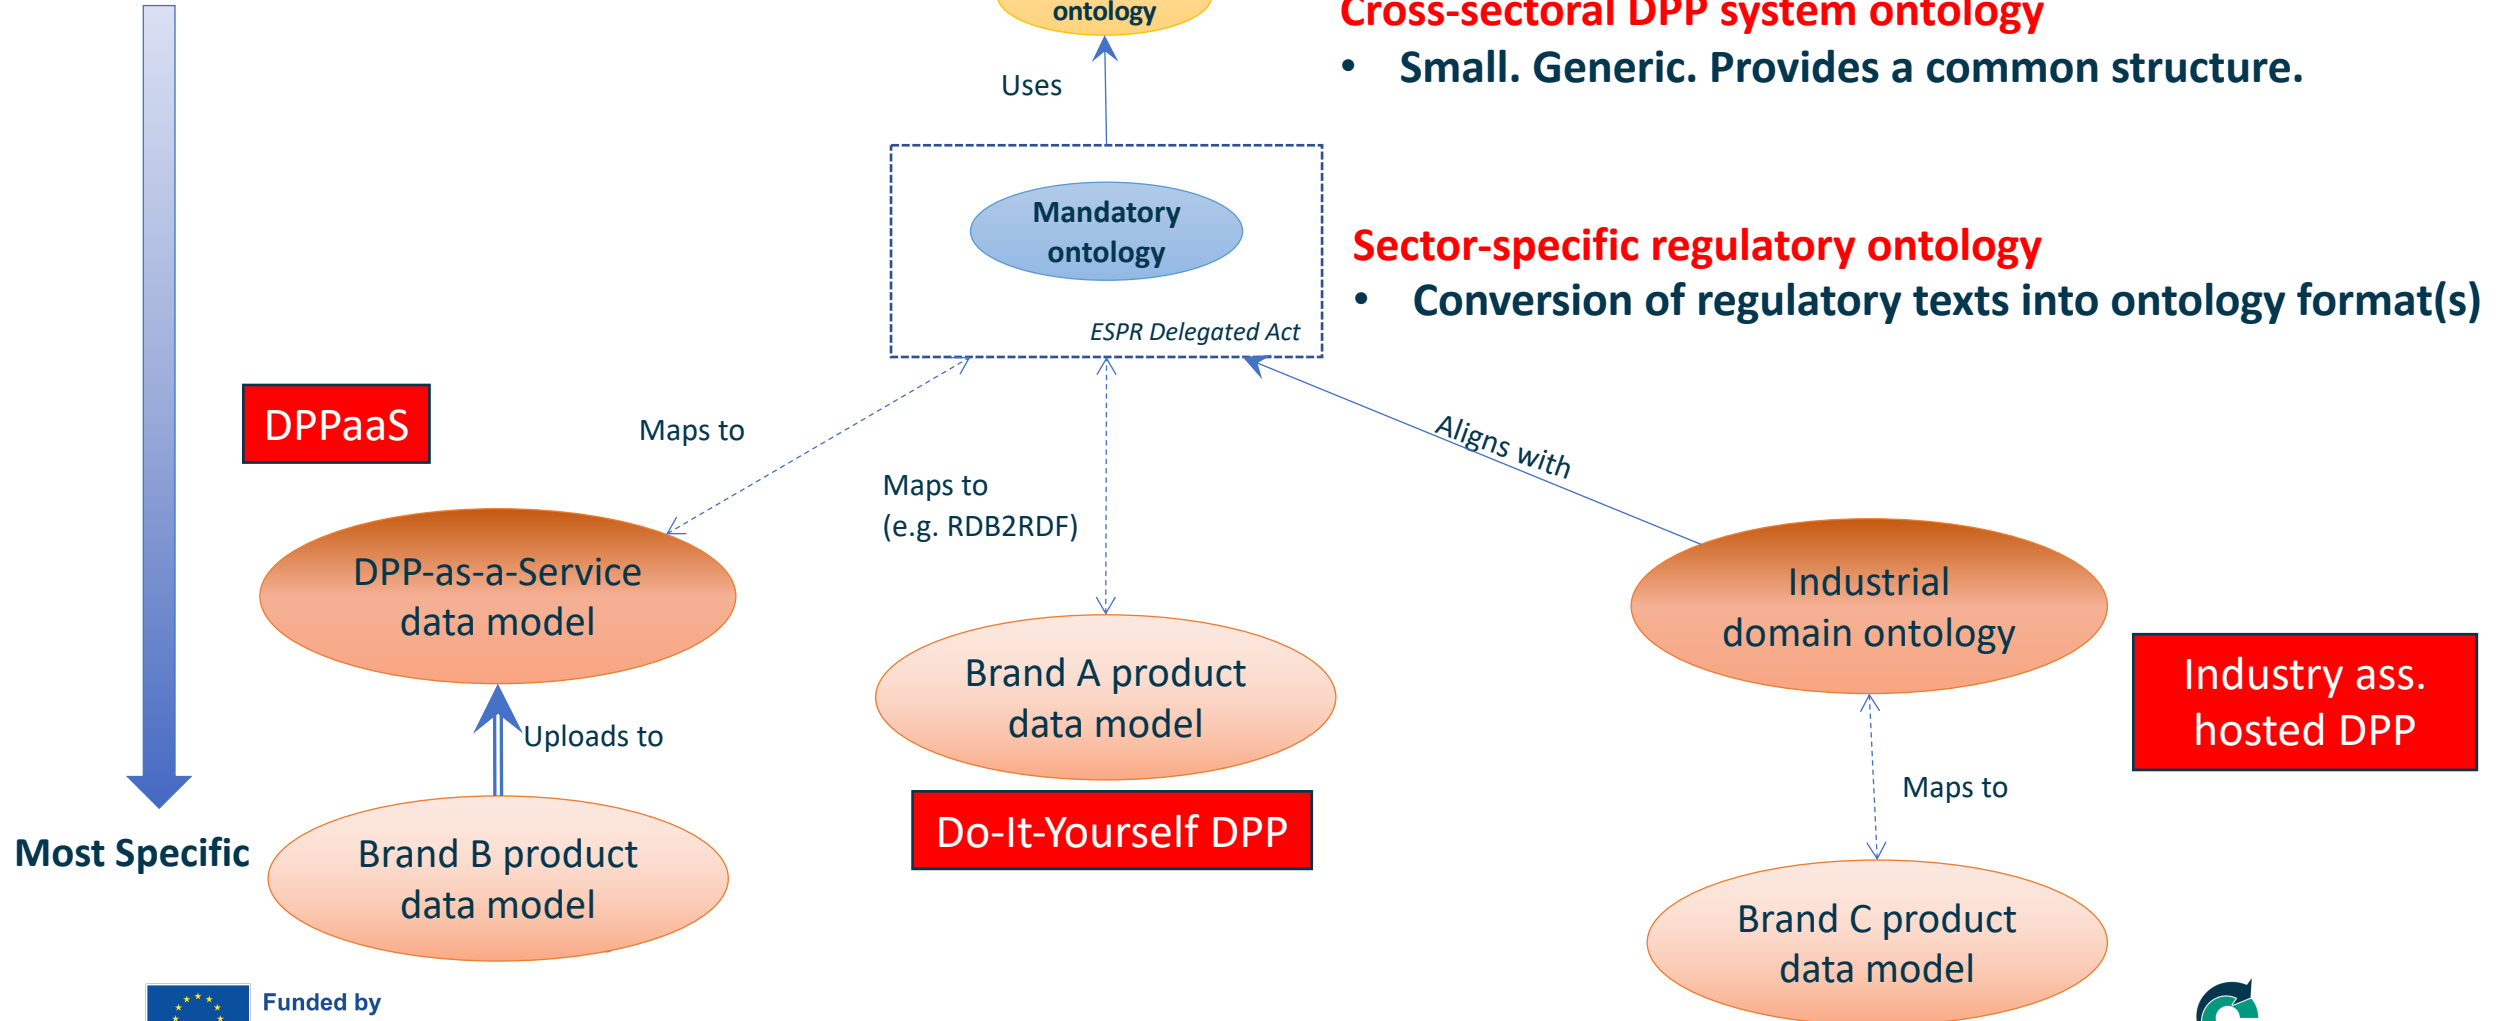 ontology
Cross-sectoral DPP system ontology
• Small. Generic. Provides a common structure.
Uses
Mandatory
ontology
ESPR Delegated Act
Sector-specific regulatory ontology
• Conversion of regulatory texts into ontology format(s)
DPPaaS
Maps to
Maps to
(e.g. RDB2RDF)
Aligns with
DPP-as-a-Service
data model
Industrial
domain ontology
Brand A product
data model
Industry ass.
hosted DPP
Uploads to
Maps to
Do-It-Yourself DPP
Most Specific
Brand B product
data model
Brand C product
data model
Funded by